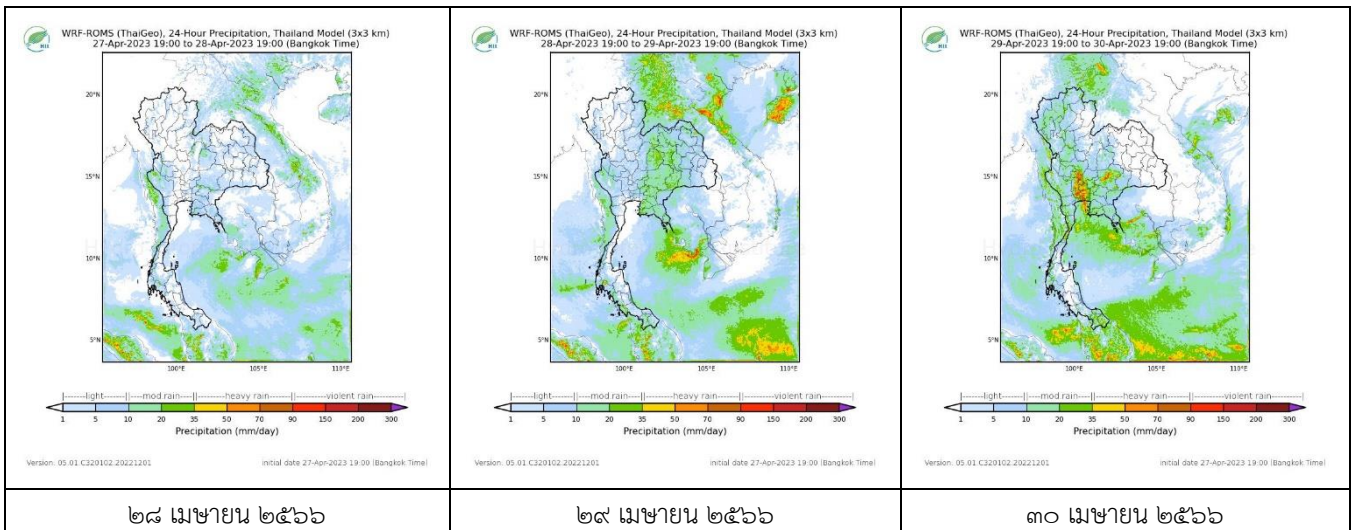 WRF-ROMS (ThaiGeo), 24-Hour Precipitation, Thailand Model (3x3 km)
27-Apr-2023 19:00 to 28-Apr-2023 19:00 (Bangkok Time)
HII
20°N
15°N
10°N
5°N
100°E 105°E 110°E
|-------light-------||----mod rain----||-------heavy rain-------||---------violent rain---------|
1 5 10 20 35 50 70 90 150 200 300
Precipitation (mm/day)
Version: 05.01.C320102.20221201 initial date 27-Apr-2023 19:00 (Bangkok Time)
๒๘ เมษายน ๒๕๖๖
WRF-ROMS (ThaiGeo), 24-Hour Precipitation, Thailand Model (3x3 km)
28-Apr-2023 19:00 to 29-Apr-2023 19:00 (Bangkok Time)
HII
20°N
15°N
10°N
5°N
100°E 105°E 110°E
|-------light-------||----mod rain----||-------heavy rain-------||---------violent rain---------|
1 5 10 20 35 50 70 90 150 200 300
Precipitation (mm/day)
Version: 05.01.C320102.20221201 initial date 27-Apr-2023 19:00 (Bangkok Time)
๒๙ เมษายน ๒๕๖๖
WRF-ROMS (ThaiGeo), 24-Hour Precipitation, Thailand Model (3x3 km)
29-Apr-2023 19:00 to 30-Apr-2023 19:00 (Bangkok Time)
HII
20°N
15°N
10°N
5°N
100°E 105°E 110°E
|-------light-------||----mod rain----||-------heavy rain-------||---------violent rain---------|
1 5 10 20 35 50 70 90 150 200 300
Precipitation (mm/day)
Version: 05.01.C320102.20221201 initial date 27-Apr-2023 19:00 (Bangkok Time)
๓๐ เมษายน ๒๕๖๖